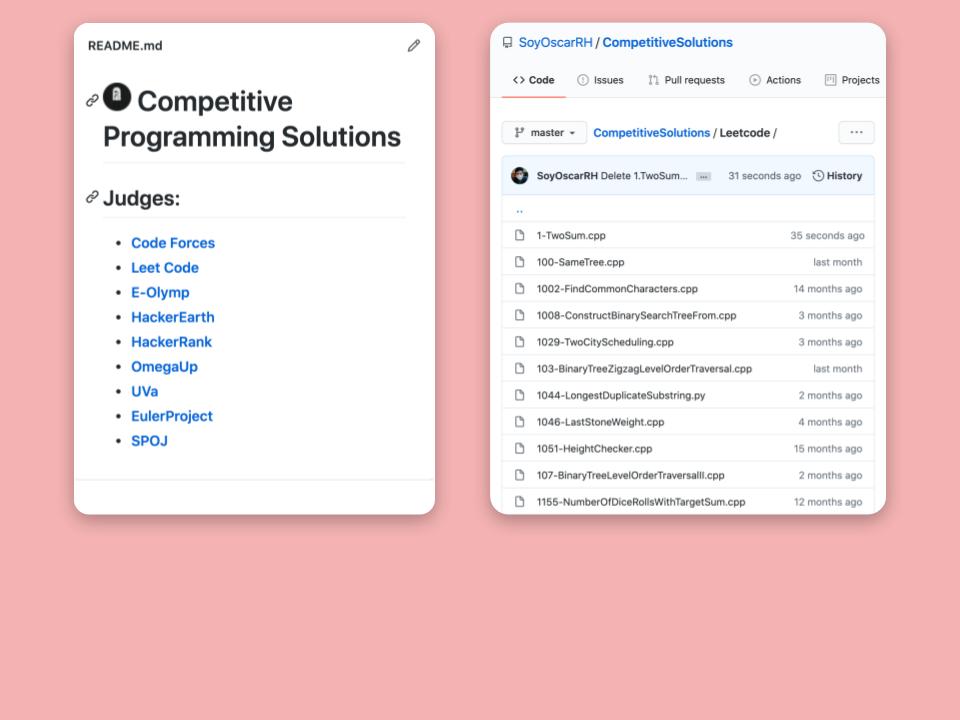 README.md
Competitive
Programming Solutions
Judges:
• Code Forces
• Leet Code
• E-Olymp
• HackerEarth
• HackerRank
• OmegaUp
• UVa
• EulerProject
• SPOJ
SoyOscarRH / CompetitiveSolutions
<> Code Issues Pull requests Actions Projects
master CompetitiveSolutions / Leetcode / ...
SoyOscarRH Delete 1.TwoSum... ... 31 seconds ago History
..
1-TwoSum.cpp 35 seconds ago
100-SameTree.cpp last month
1002-FindCommonCharacters.cpp 14 months ago
1008-ConstructBinarySearchTreeFrom.cpp 3 months ago
1029-TwoCityScheduling.cpp 3 months ago
103-BinaryTreeZigzagLevelOrderTraversal.cpp last month
1044-LongestDuplicateSubstring.py 2 months ago
1046-LastStoneWeight.cpp 4 months ago
1051-HeightChecker.cpp 15 months ago
107-BinaryTreeLevelOrderTraversalII.cpp 2 months ago
1155-NumberOfDiceRollsWithTargetSum.cpp 12 months ago